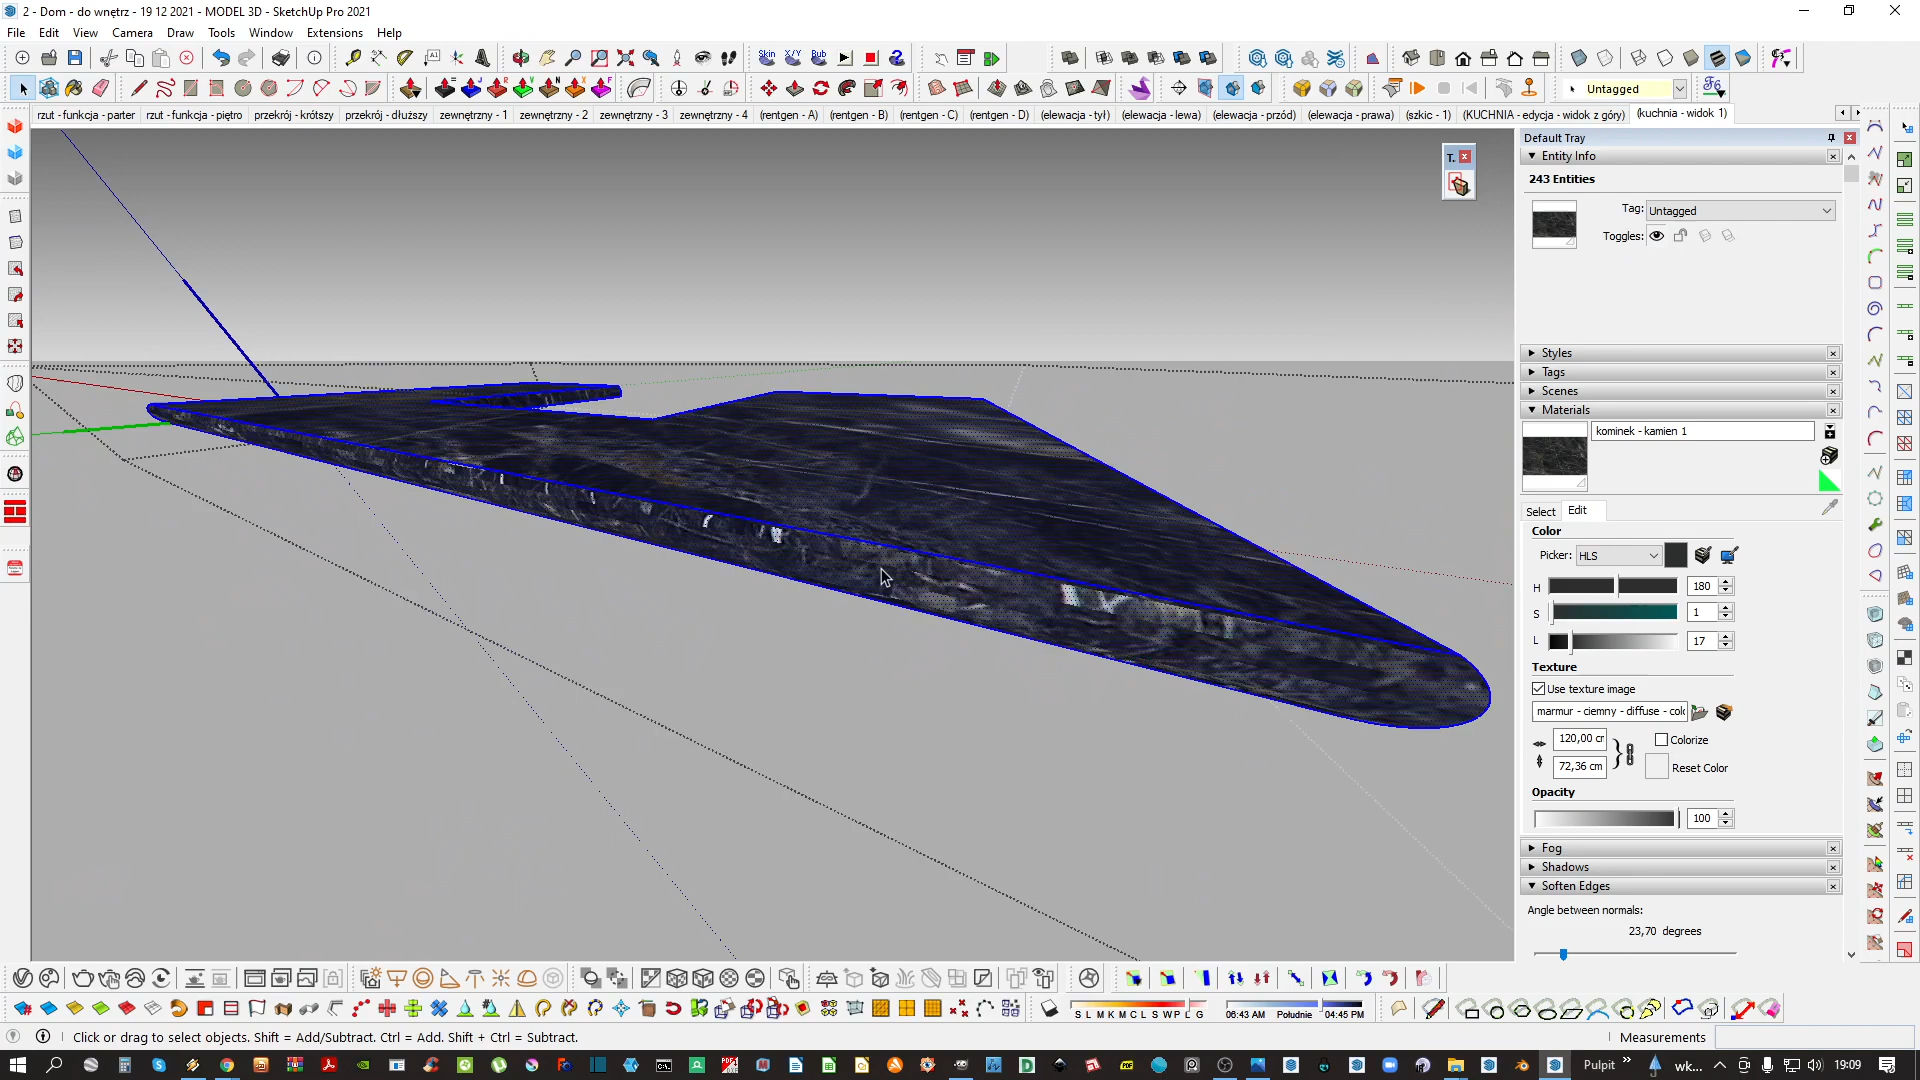 2 - Dom - do wnętrz - 19 12 2021 - MODEL 3D - SketchUp Pro 2021
File Edit View Camera Draw Tools Window Extensions Help
Skin X/Y Bub
Untagged
rzut - funkcja - parter rzut - funkcja - piętro przekrój - krótszy przekrój - dłuższy zewnętrzny - 1 zewnętrzny - 2 zewnętrzny - 3 zewnętrzny - 4 (rentgen - A) (rentgen - B) (rentgen - C) (rentgen - D) (elewacja - tył) (elewacja - lewa) (elewacja - przód) (elewacja - prawa) (szkic - 1) (KUCHNIA - edycja - widok z góry) (kuchnia - widok 1)
T.
Default Tray
Entity Info
243 Entities
Tag: Untagged
Toggles:
Styles
Tags
Scenes
Materials
kominek - kamien 1
Select Edit
Color
Picker: HLS
H 180
S 1
L 17
Texture
Use texture image
marmur - ciemny - diffuse - colo
120,00 cr
Colorize
72,36 cm
Reset Color
Opacity
100
Fog
Shadows
Soften Edges
Angle between normals:
23,70 degrees
06:43 AM Południe 04:45 PM
Click or drag to select objects. Shift = Add/Subtract. Ctrl = Add. Shift + Ctrl = Subtract.
Measurements
Pulpit
wk...
19:09